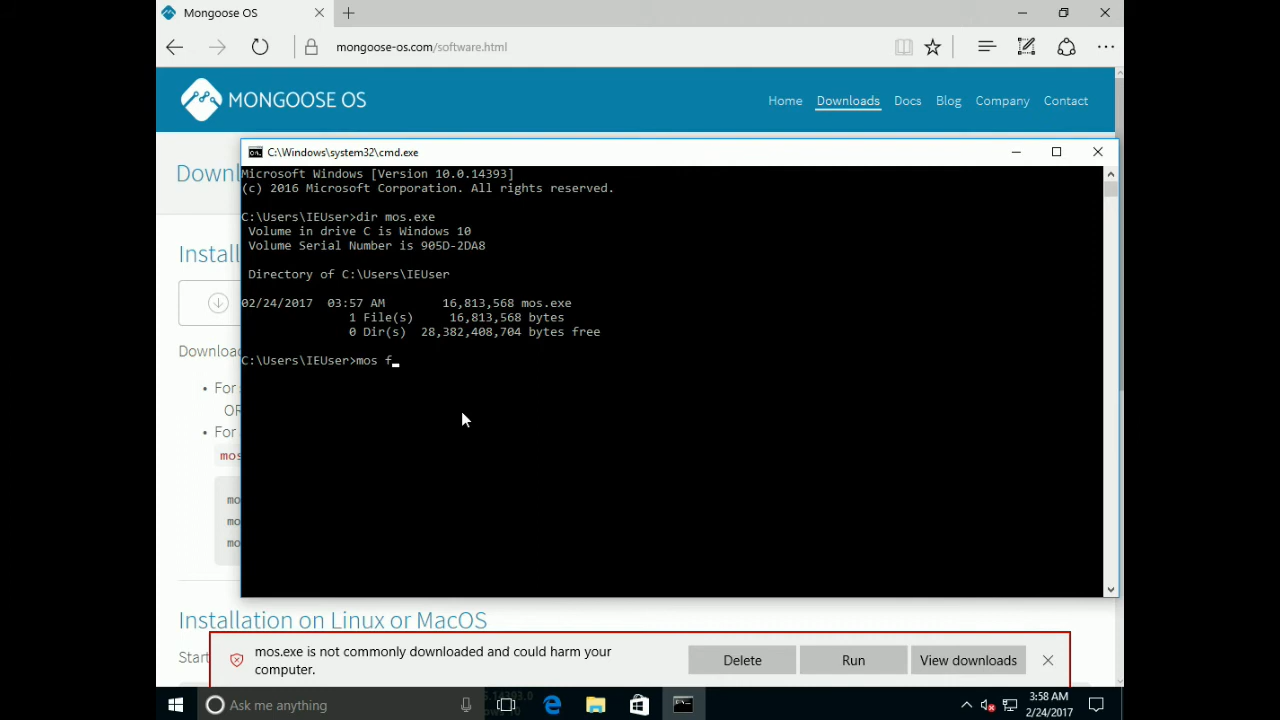 Mongoose OS
mongoose-os.com/software.html
MONGOOSE OS
Home Downloads Docs Blog Company Contact
Downl
C:\Windows\system32\cmd.exe
Microsoft Windows [Version 10.0.14393]
(c) 2016 Microsoft Corporation. All rights reserved.
C:\Users\IEUser>dir mos.exe
Volume in drive C is Windows 10
Volume Serial Number is 905D-2DA8
Directory of C:\Users\IEUser
02/24/2017 03:57 AM 16,813,568 mos.exe
1 File(s) 16,813,568 bytes
0 Dir(s) 28,382,408,704 bytes free
C:\Users\IEUser>mos f_
Instal
Downloa
• For
OR
• For
mos
mo
mo
mo
Installation on Linux or MacOS
Start
mos.exe is not commonly downloaded and could harm your
computer.
Delete Run View downloads
Ask me anything
3:58 AM
2/24/2017